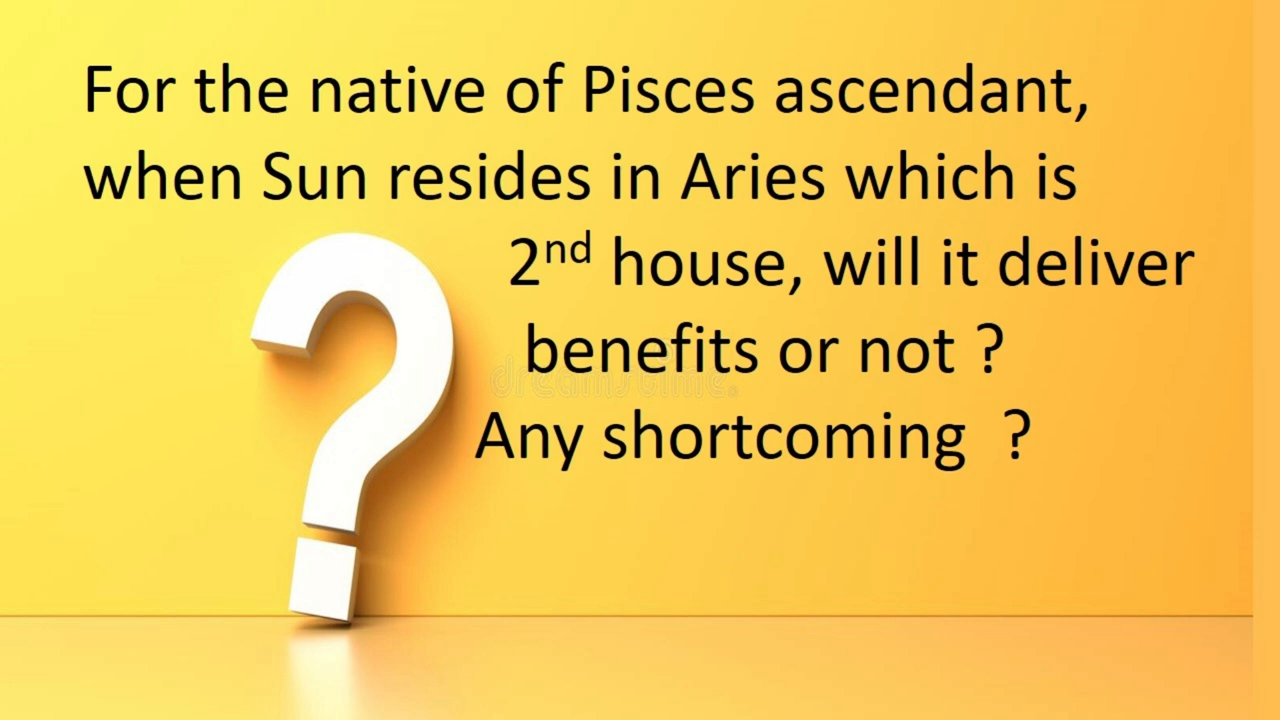 For the native of Pisces ascendant,
when Sun resides in Aries which is
2nd house, will it deliver
benefits or not ?
dreamstime.
Any shortcoming ?